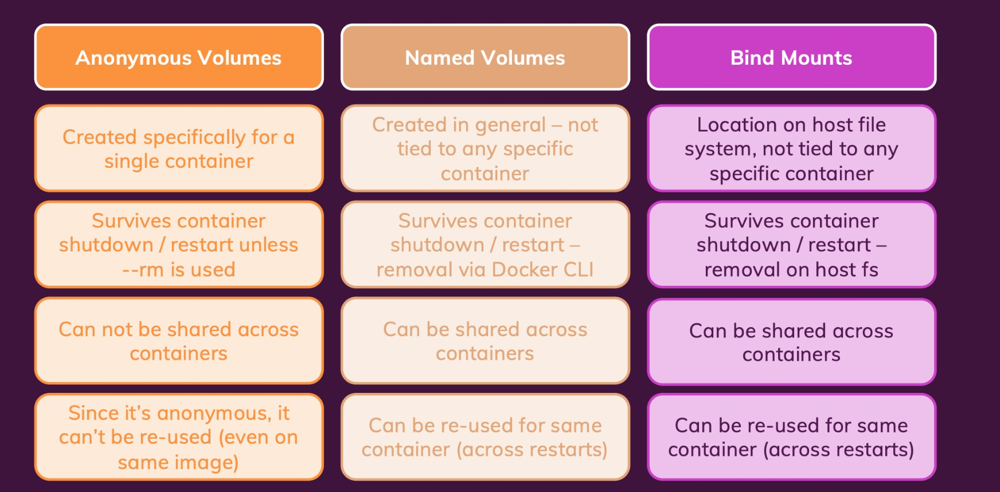 Anonymous Volumes
Named Volumes
Bind Mounts
Created specifically for a
single container
Created in general – not
tied to any specific
container
Location on host file
system, not tied to any
specific container
Survives container
shutdown / restart unless
--rm is used
Survives container
shutdown / restart –
removal via Docker CLI
Survives container
shutdown / restart –
removal on host fs
Can not be shared across
containers
Can be shared across
containers
Can be shared across
containers
Since it’s anonymous, it
can’t be re-used (even on
same image)
Can be re-used for same
container (across restarts)
Can be re-used for same
container (across restarts)